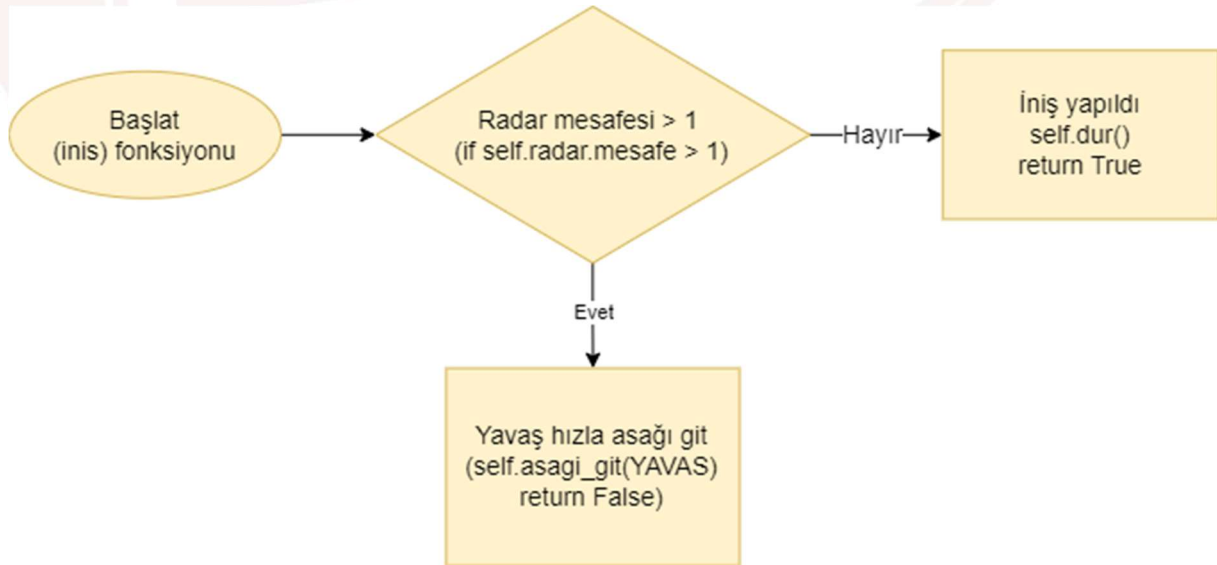 Başlat
(inis) fonksiyonu
Radar mesafesi > 1
(if self.radar.mesafe > 1)
Hayır
İniş yapıldı
self.dur()
return True
Evet
Yavaş hızla asağı git
(self.asagi_git(YAVAS)
return False)